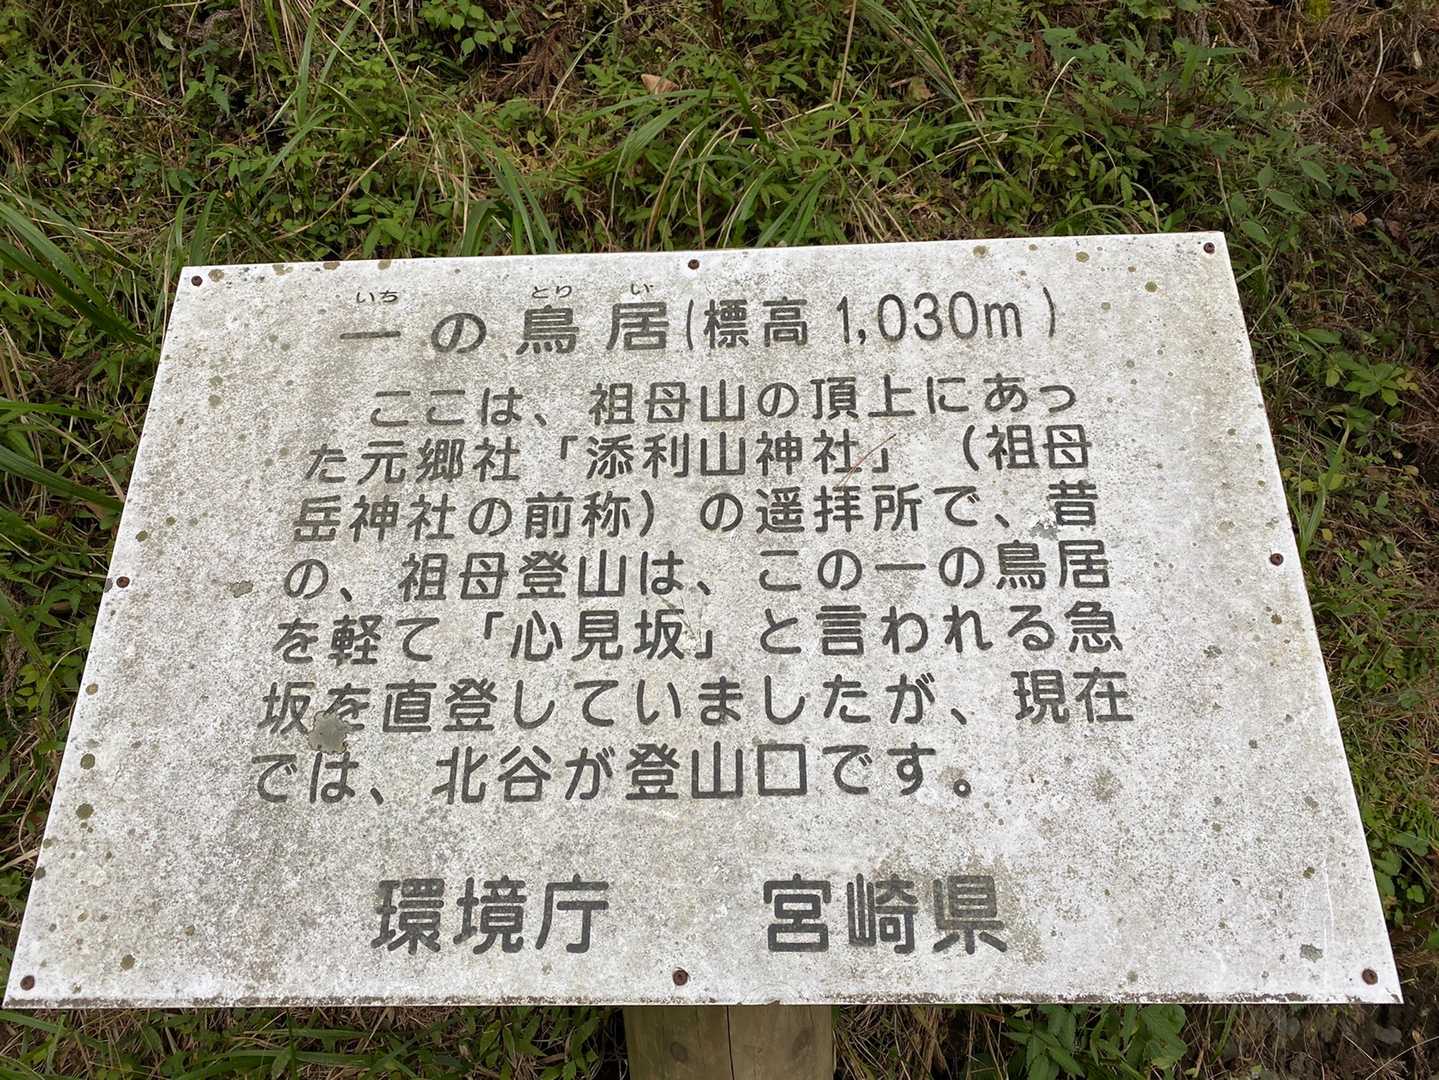 いち とり い
一の鳥居(標高 1,030m)
ここは、祖母山の頂上にあっ
た元郷社「添利山神社」(祖母
岳神社の前称)の遥拝所で、昔
の、祖母登山は、この一の鳥居
を軽て「心見坂」と言われる急
坂を直登していましたが、現在
では、北谷が登山口です。
環境庁 宮崎県